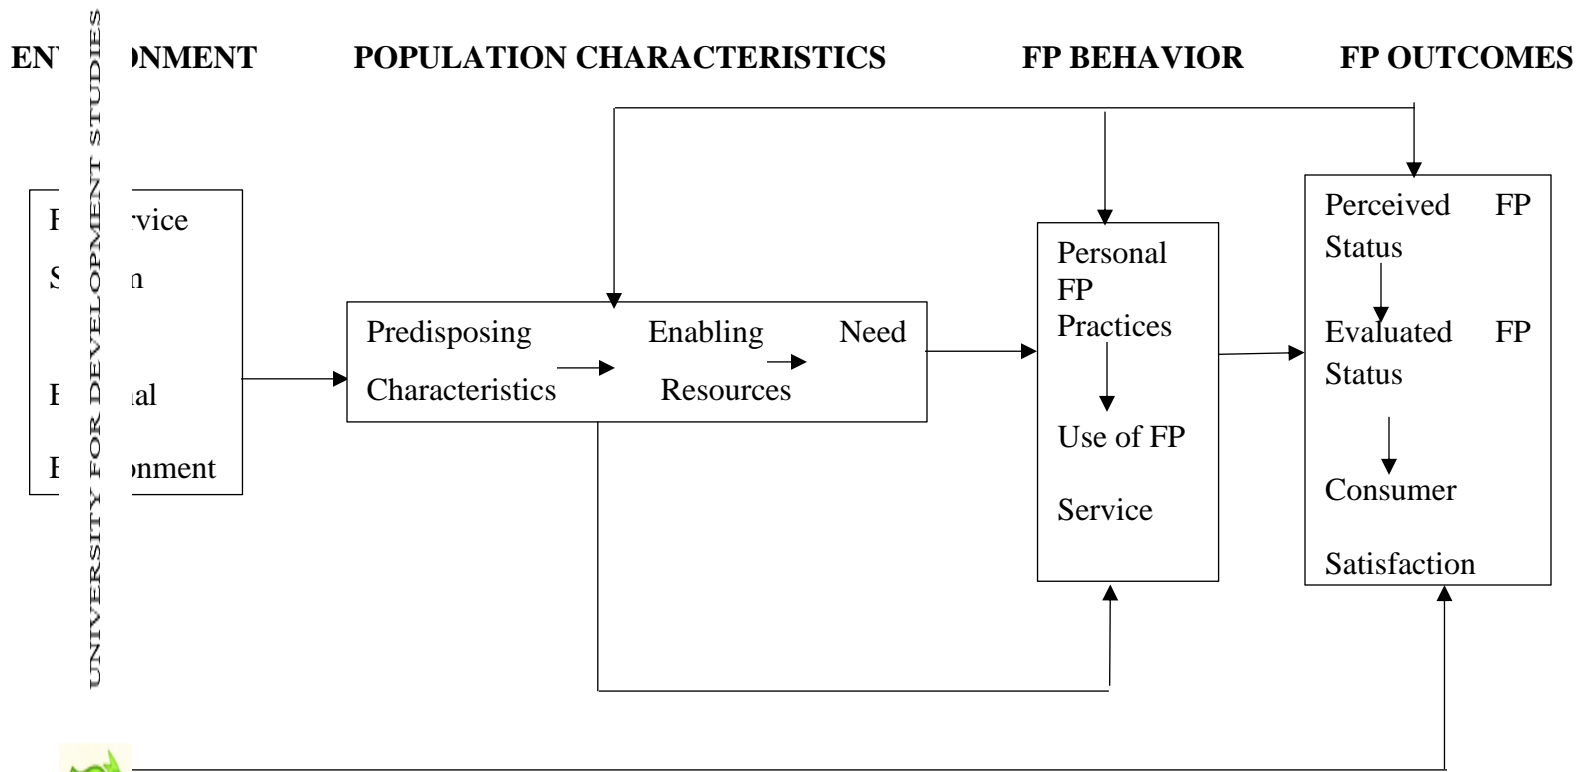 UNIVERSITY FOR DEVELOPMENT STUDIES
POPULATION CHARACTERISTICS
FP BEHAVIOR
FP OUTCOMES
Predisposing Enabling Need
Characteristics Resources
Personal
FP
Practices
Use of FP
Service
Perceived FP
Status
Evaluated FP
Status
Consumer
Satisfaction